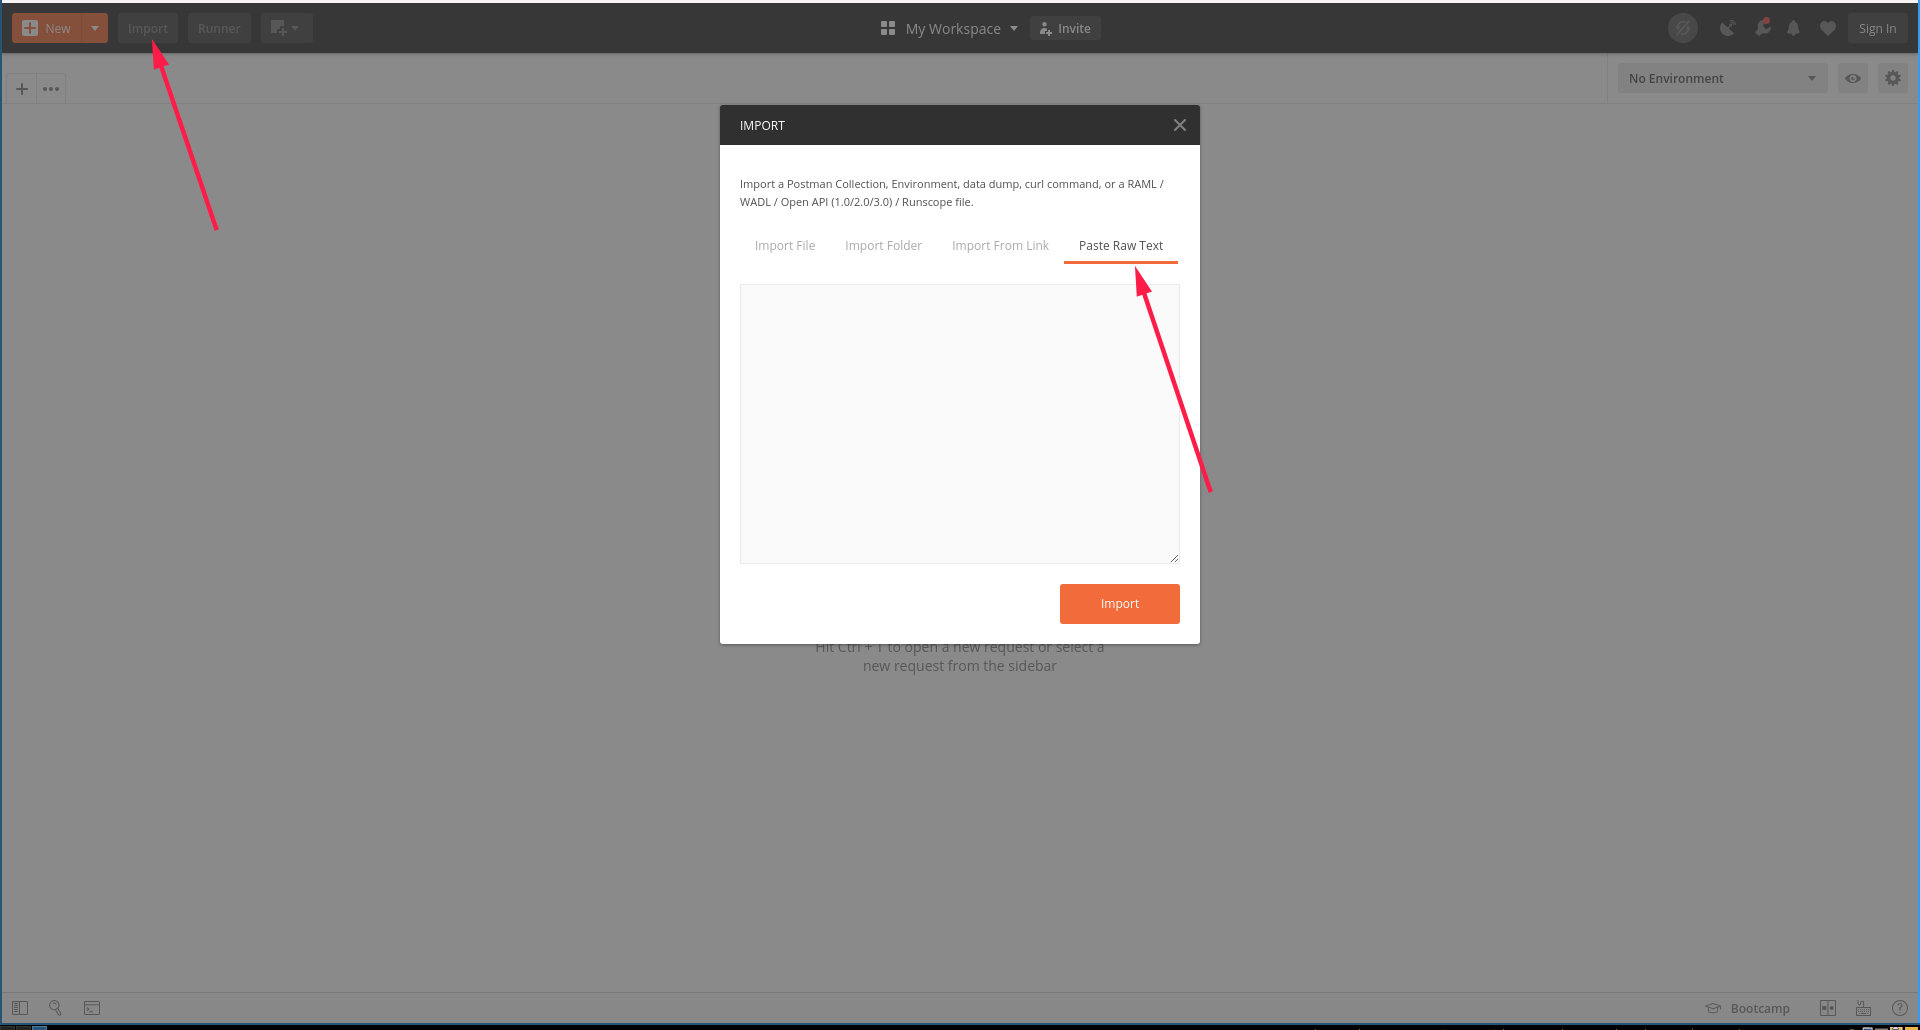 New
Import
Runner
My Workspace
Invite
Sign In
No Environment
IMPORT
Import a Postman Collection, Environment, data dump, curl command, or a RAML /
WADL / Open API (1.0/2.0/3.0) / Runscope file.
Import File
Import Folder
Import From Link
Paste Raw Text
Import
Hit Ctrl + T to open a new request or select a
new request from the sidebar
Bootcamp